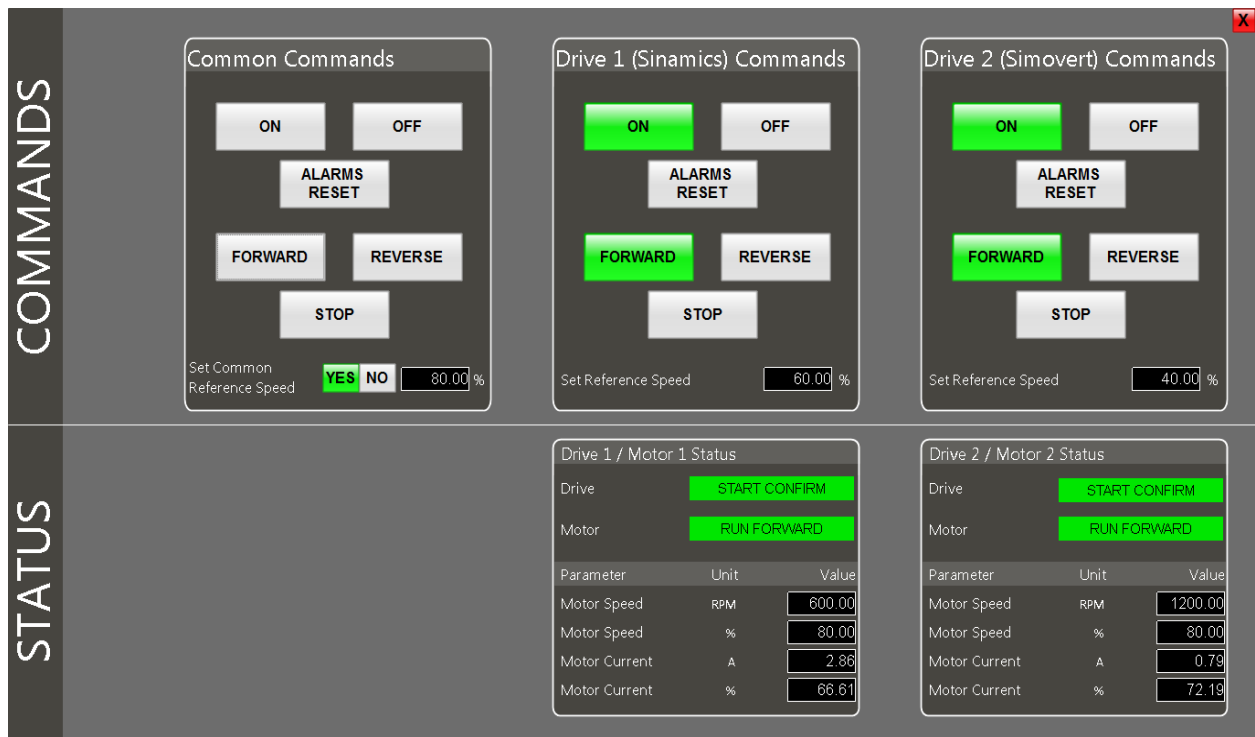 X
COMMANDS
Common Commands
ON OFF
ALARMS
RESET
FORWARD REVERSE
STOP
Set Common
Reference Speed YES NO 80.00 %
Drive 1 (Sinamics) Commands
ON OFF
ALARMS
RESET
FORWARD REVERSE
STOP
Set Reference Speed 60.00 %
Drive 2 (Simovert) Commands
ON OFF
ALARMS
RESET
FORWARD REVERSE
STOP
Set Reference Speed 40.00 %
STATUS
Drive 1 / Motor 1 Status
Drive START CONFIRM
Motor RUN FORWARD
Parameter Unit Value
Motor Speed RPM 600.00
Motor Speed % 80.00
Motor Current A 2.86
Motor Current % 66.61
Drive 2 / Motor 2 Status
Drive START CONFIRM
Motor RUN FORWARD
Parameter Unit Value
Motor Speed RPM 1200.00
Motor Speed % 80.00
Motor Current A 0.79
Motor Current % 72.19